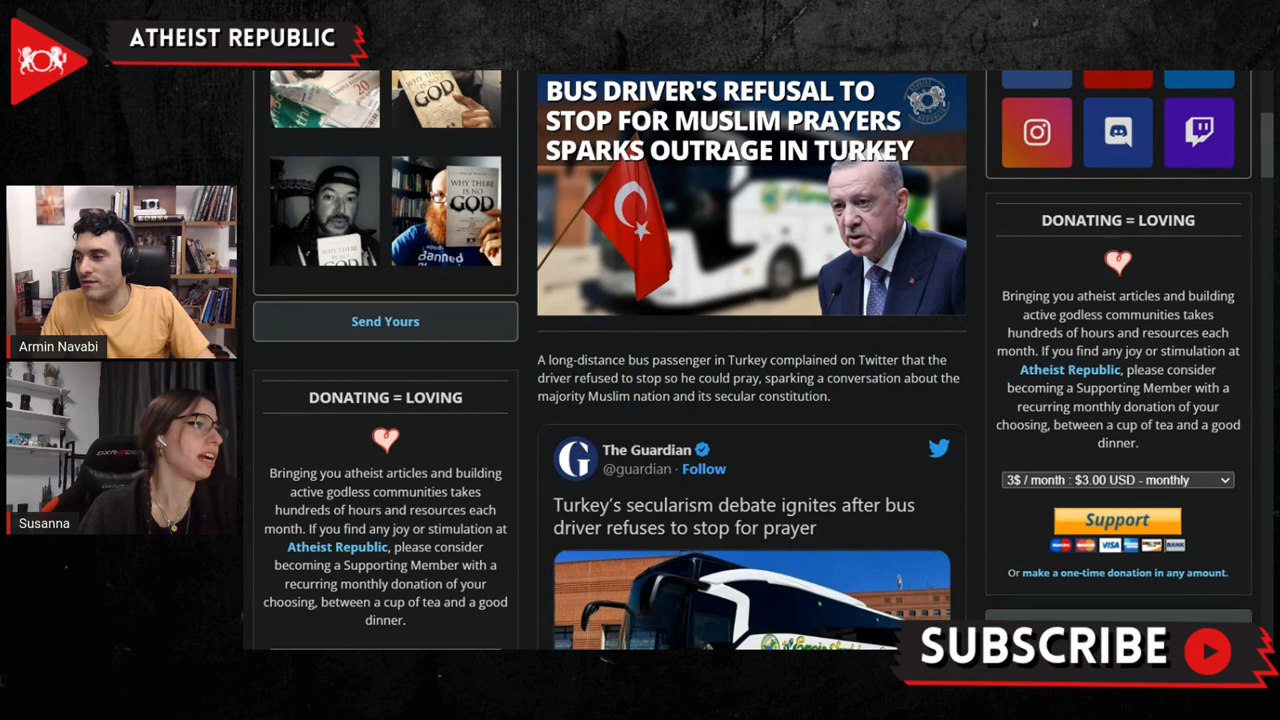 ATHEIST REPUBLIC
Armin Navabi
Susanna
WHY THERE
IS NO
GOD
danned
Send Yours
DONATING = LOVING
Bringing you atheist articles and building
active godless communities takes
hundreds of hours and resources each
month. If you find any joy or stimulation at
Atheist Republic, please consider
becoming a Supporting Member with a
recurring monthly donation of your
choosing, between a cup of tea and a good
dinner.
BUS DRIVER'S REFUSAL TO
STOP FOR MUSLIM PRAYERS
SPARKS OUTRAGE IN TURKEY
A long-distance bus passenger in Turkey complained on Twitter that the
driver refused to stop so he could pray, sparking a conversation about the
majority Muslim nation and its secular constitution.
The Guardian
@guardian · Follow
Turkey's secularism debate ignites after bus
driver refuses to stop for prayer
DONATING = LOVING
Bringing you atheist articles and building
active godless communities takes
hundreds of hours and resources each
month. If you find any joy or stimulation at
Atheist Republic, please consider
becoming a Supporting Member with a
recurring monthly donation of your
choosing, between a cup of tea and a good
dinner.
3$ / month : $3.00 USD - monthly
Support
VISA
BANK
Or make a one-time donation in any amount.
SUBSCRIBE